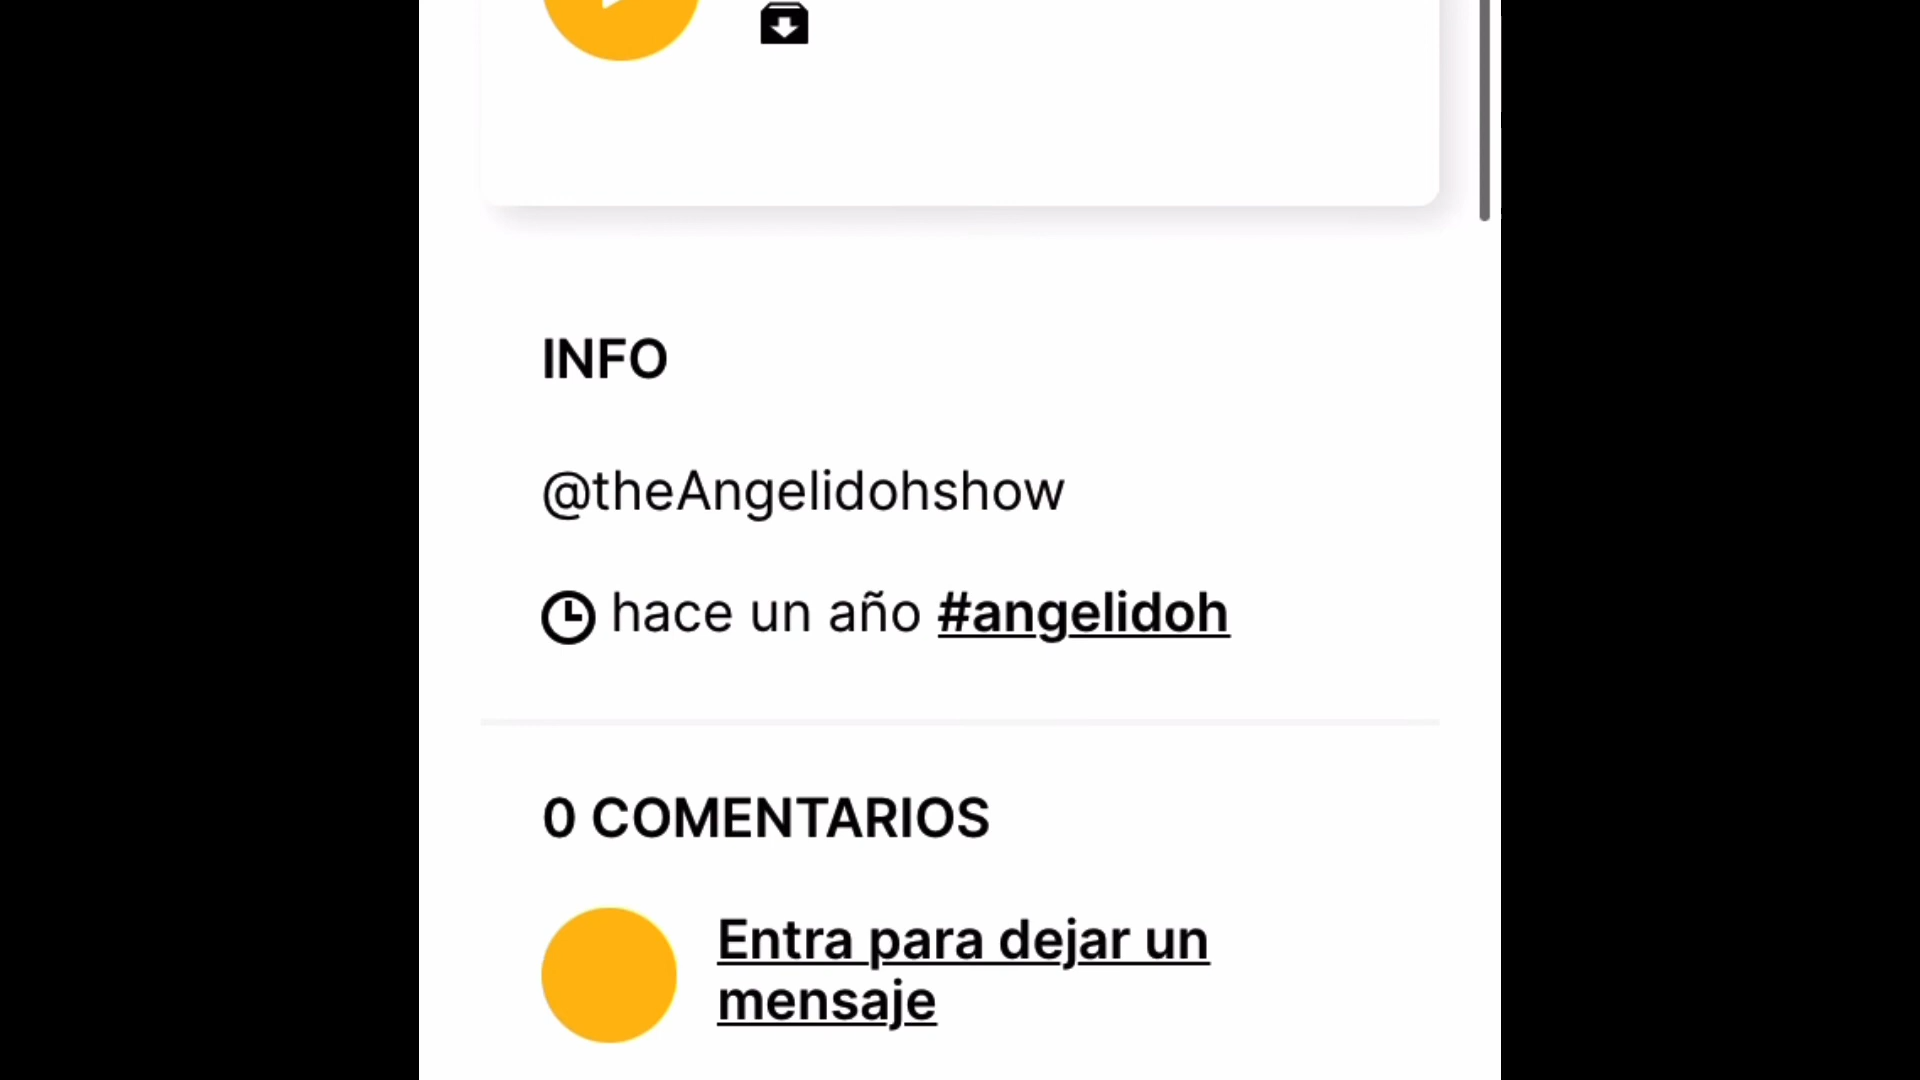 INFO
@theAngelidohshow
hace un año #angelidoh
0 COMENTARIOS
Entra para dejar un
mensaje